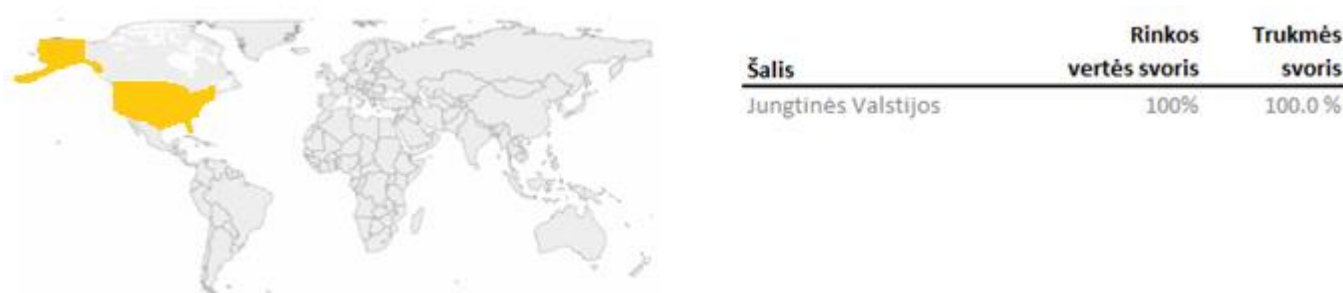 Rinkos Trukmės
Šalis vertės svoris svoris
Jungtinės Valstijos 100% 100.0 %